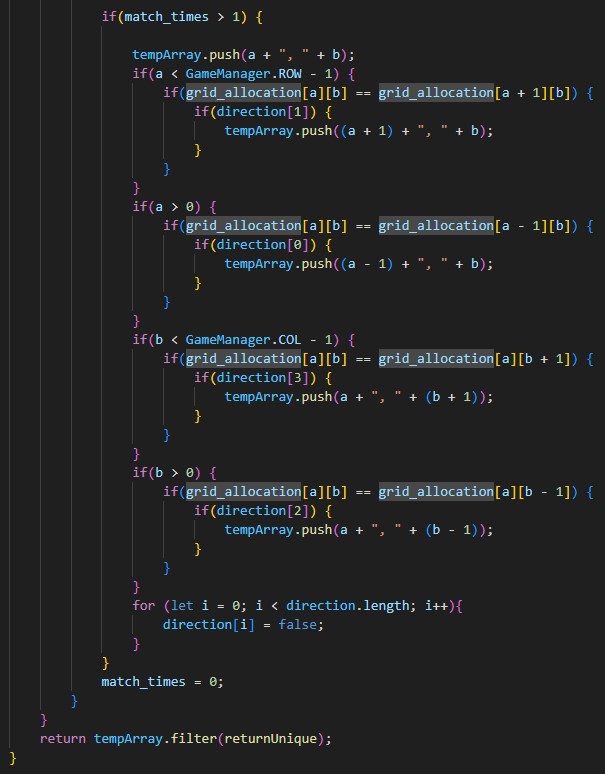 if(match_times > 1) {
tempArray.push(a + ", " + b);
if(a < GameManager.ROW - 1) {
if(grid_allocation[a][b] == grid_allocation[a + 1][b]) {
if(direction[1]) {
tempArray.push((a + 1) + ", " + b);
}
}
}
if(a > 0) {
if(grid_allocation[a][b] == grid_allocation[a - 1][b]) {
if(direction[0]) {
tempArray.push((a - 1) + ", " + b);
}
}
}
if(b < GameManager.COL - 1) {
if(grid_allocation[a][b] == grid_allocation[a][b + 1]) {
if(direction[3]) {
tempArray.push(a + ", " + (b + 1));
}
}
}
if(b > 0) {
if(grid_allocation[a][b] == grid_allocation[a][b - 1]) {
if(direction[2]) {
tempArray.push(a + ", " + (b - 1));
}
}
}
for (let i = 0; i < direction.length; i++){
direction[i] = false;
}
}
match_times = 0;
}
}
return tempArray.filter(returnUnique);
}